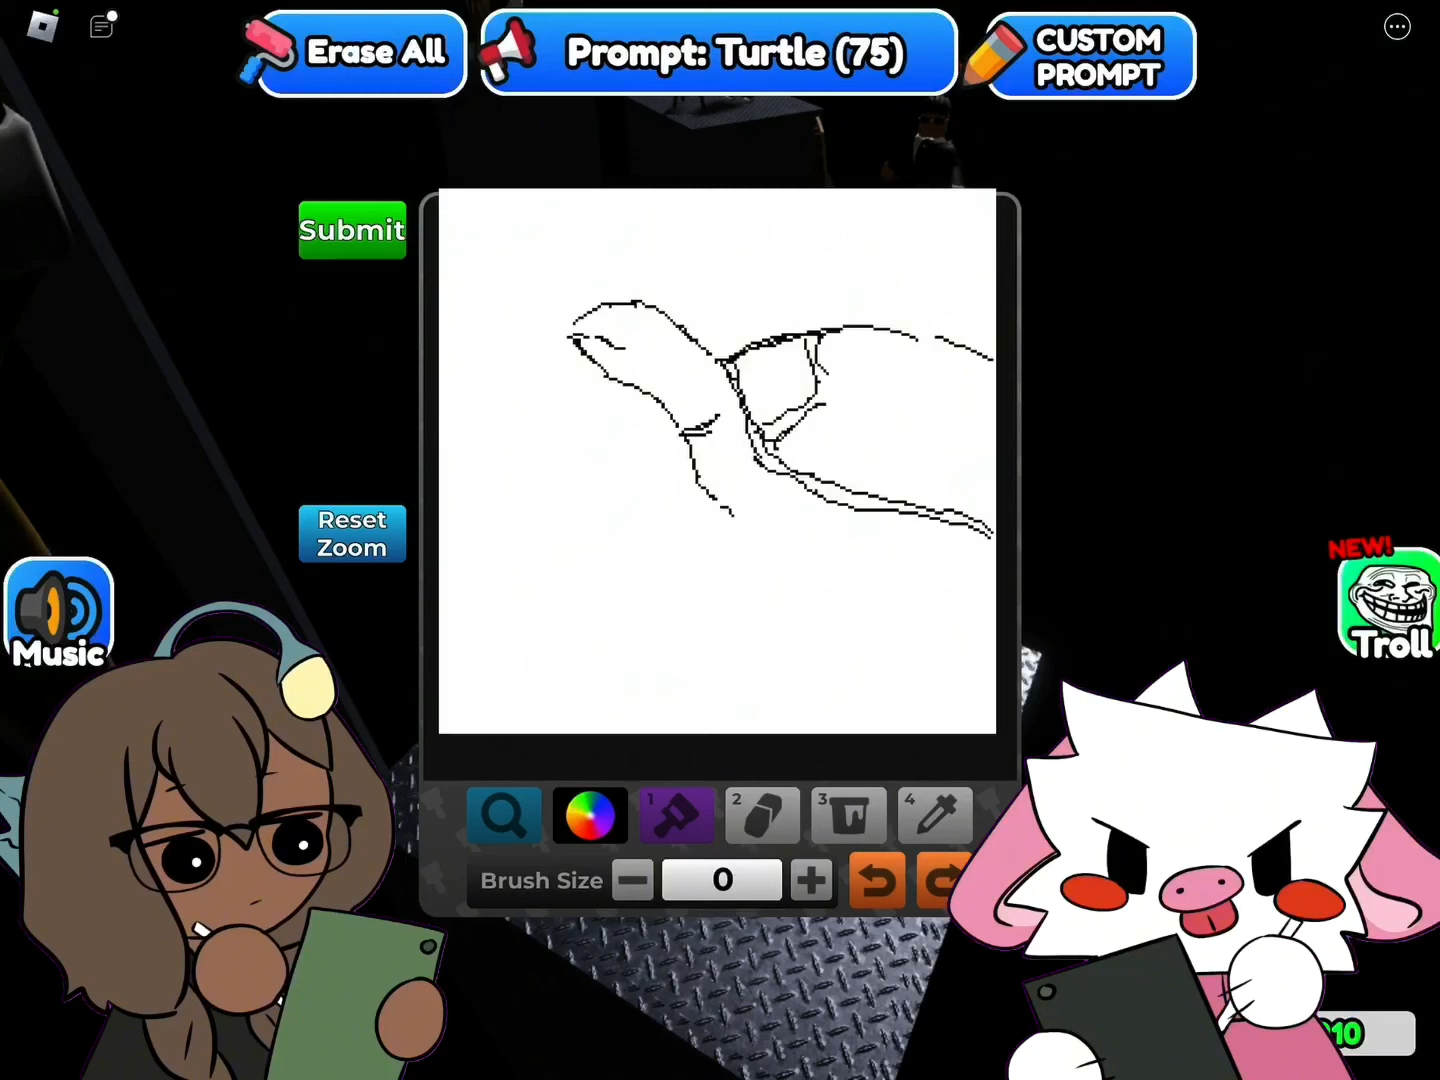 Erase All
Prompt: Turtle (75)
CUSTOM
PROMPT
Submit
Reset
Zoom
Music
NEW!
Troll
1
2
3
4
Brush Size
0
10